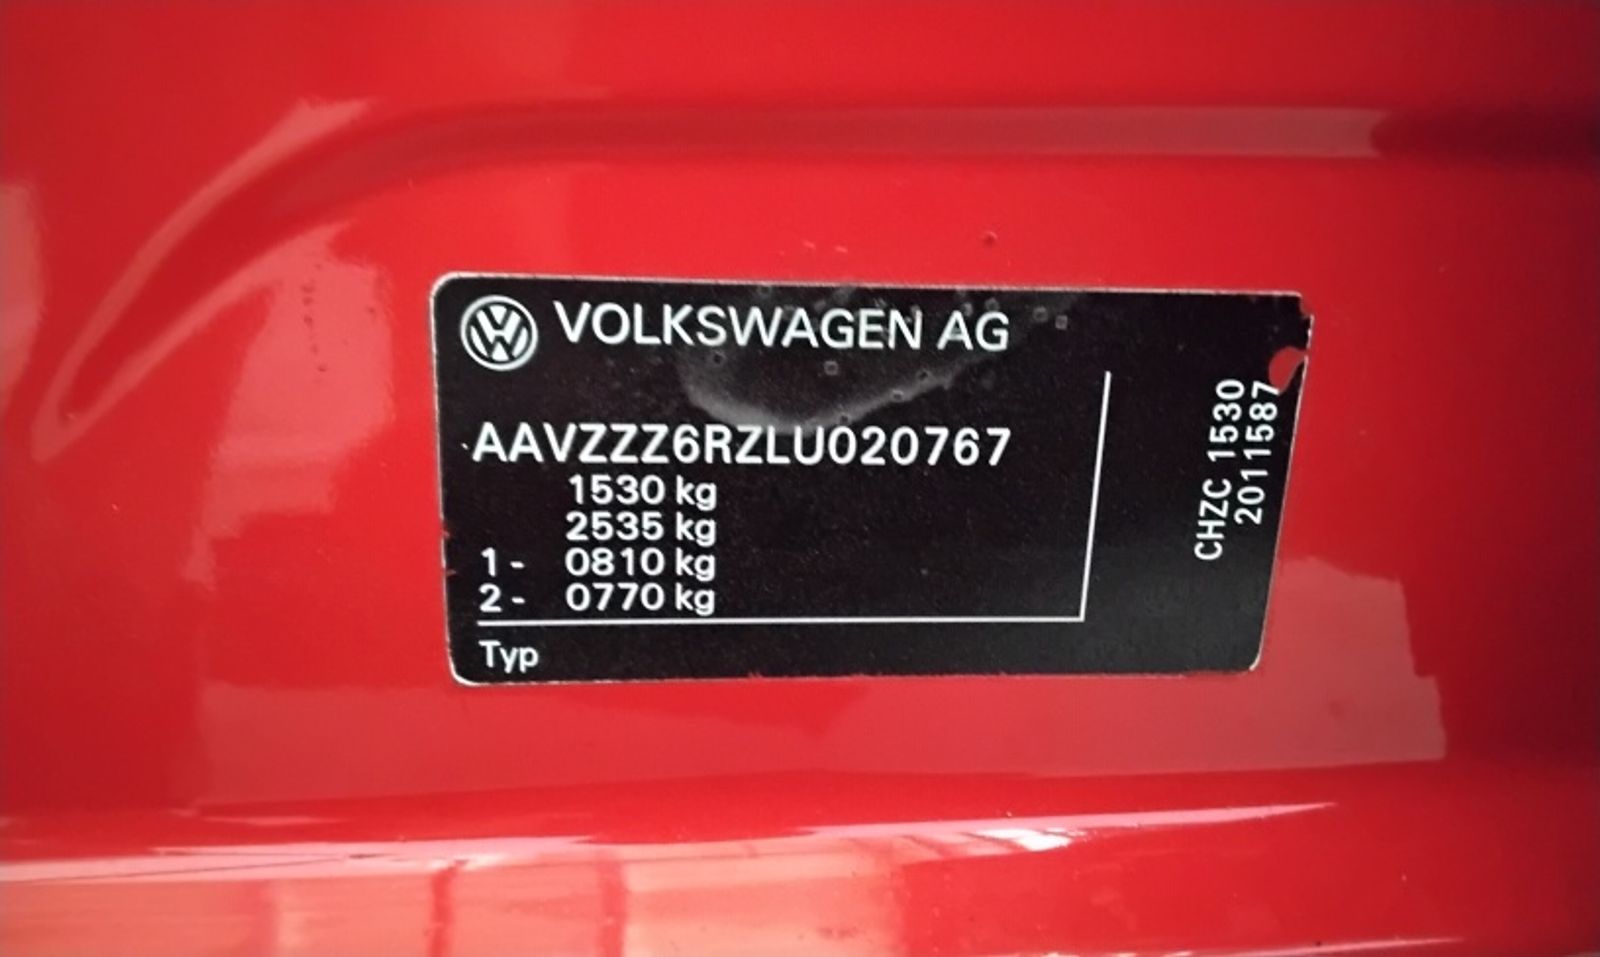 VOLKSWAGEN AG
AAVZZZ6RZLU020767
1530 kg
2535 kg
1 - 0810 kg
2 - 0770 kg
Typ
CHZC 1530
2011587